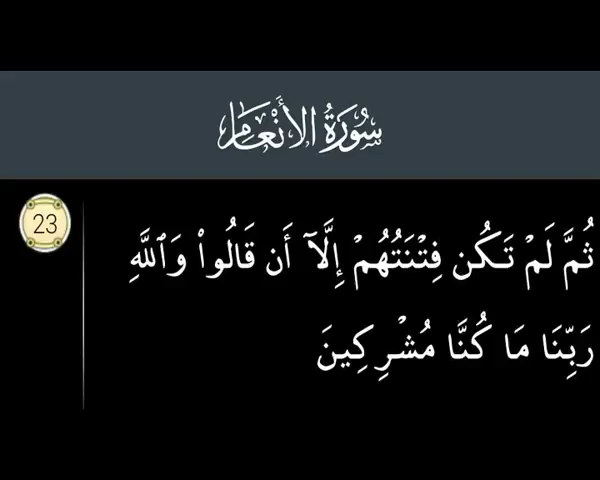 سُورَةُ الأَنْعَام
23
ثُمَّ لَمْ تَكُن فِتْنَتُهُمْ إِلَّآ أَن قَالُوا۟ وَٱللَّهِ
رَبِّنَا مَا كُنَّا مُشْرِكِينَ